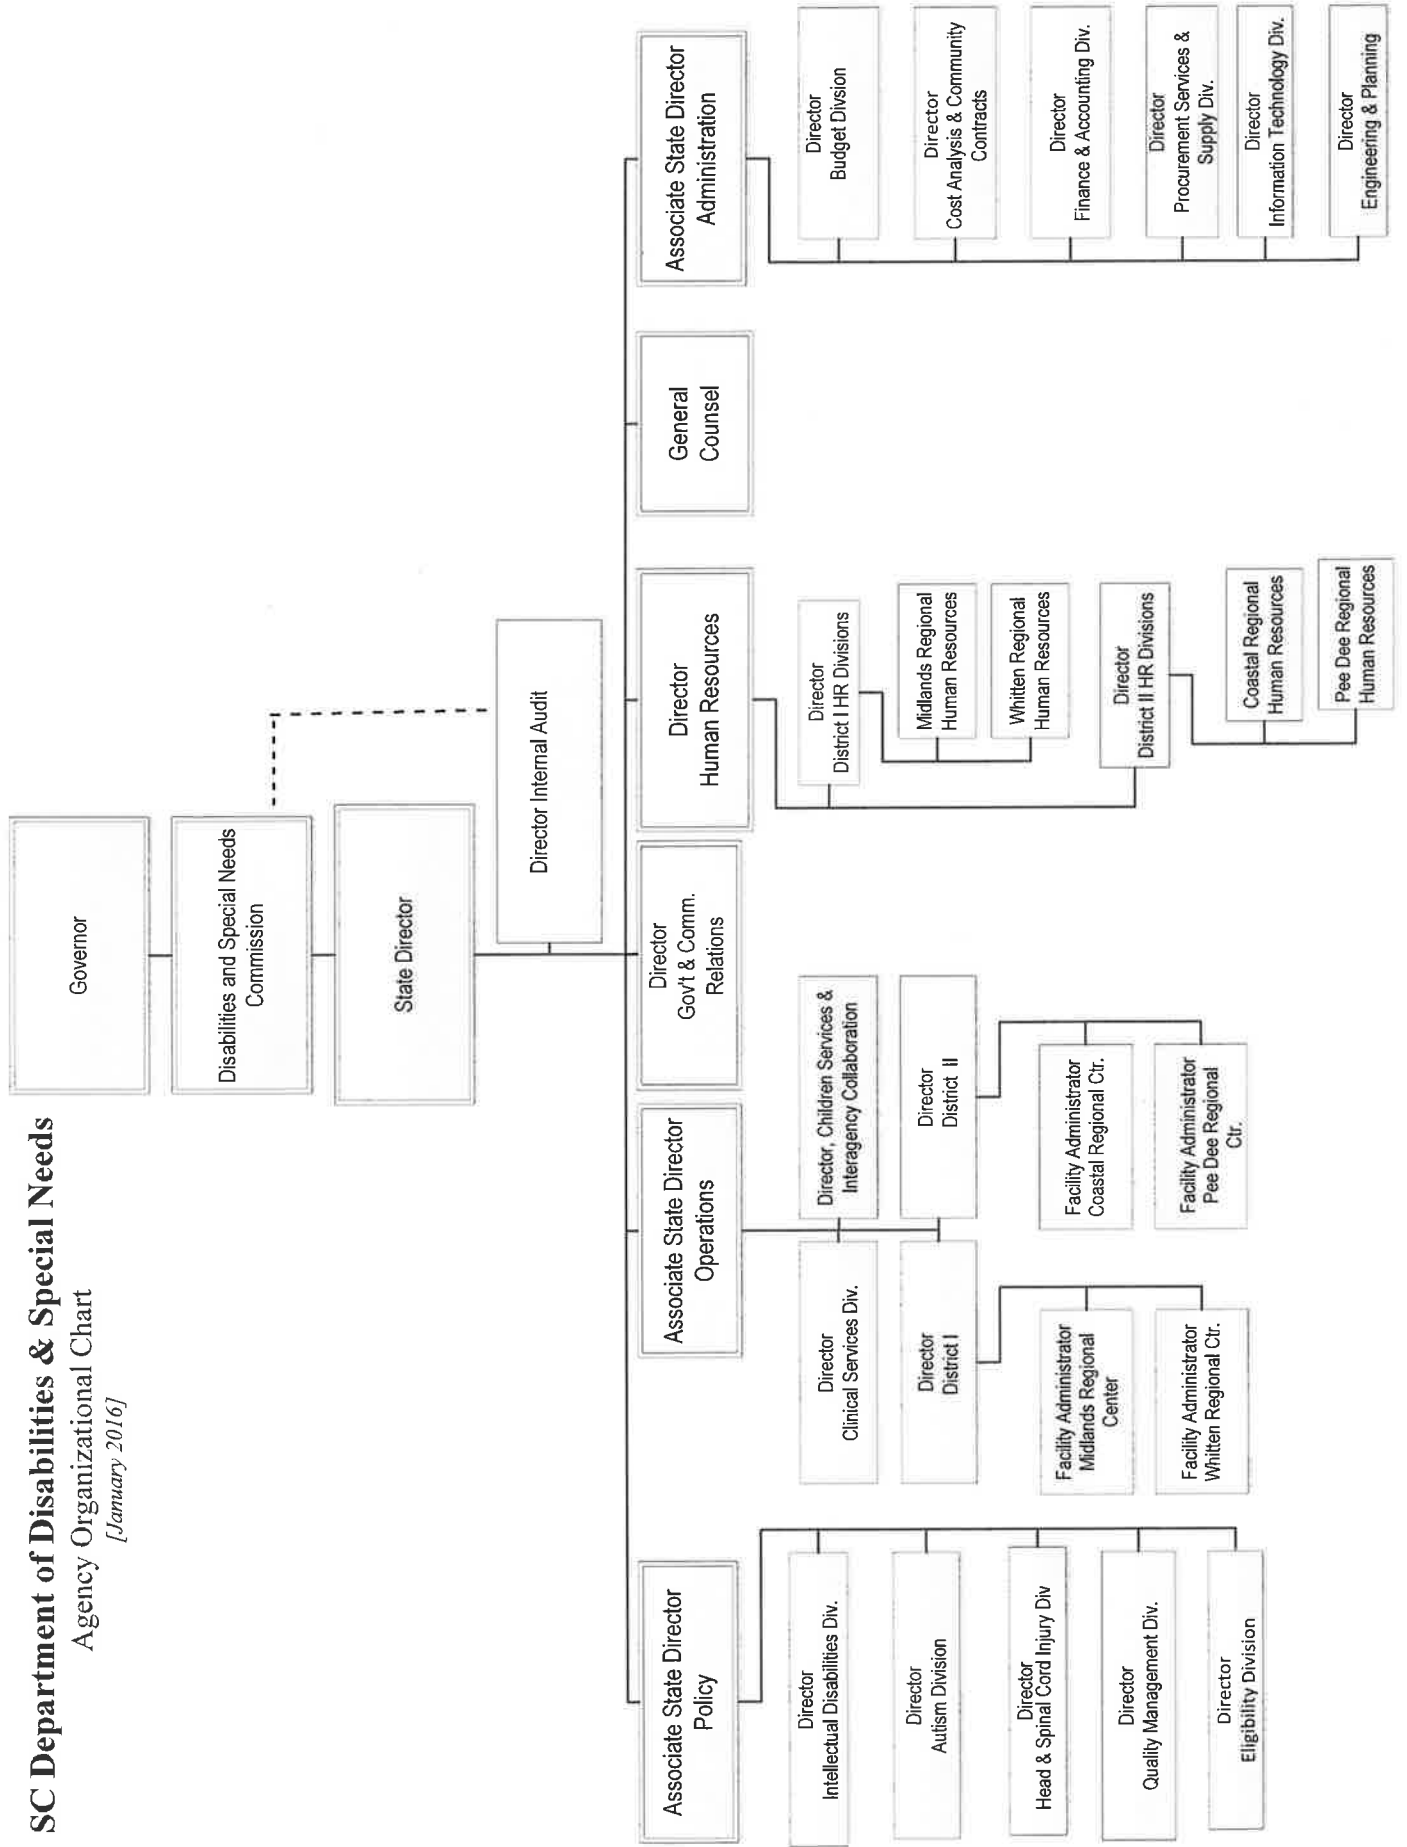 SC Department of Disabilities & Special Needs
Agency Organizational Chart
[January 2016]
Governor
Disabilities and Special Needs
Commission
State Director
Director Internal Audit
Associate State Director
Policy
Associate State Director
Operations
Director
Gov't & Comm.
Relations
Director
Human Resources
General
Counsel
Associate State Director
Administration
Director
Intellectual Disabilities Div.
Director
Autism Division
Director
Head & Spinal Cord Injury Div
Director
Quality Management Div.
Director
Eligibility Division
Director
Clinical Services Div.
Director, Children Services &
Interagency Collaboration
Director
District I
Director
District II
Facility Administrator
Midlands Regional
Center
Facility Administrator
Whitten Regional Ctr.
Facility Administrator
Coastal Regional Ctr.
Facility Administrator
Pee Dee Regional
Ctr.
Director
District I HR Divisions
Midlands Regional
Human Resources
Whitten Regional
Human Resources
Director
District II HR Divisions
Coastal Regional
Human Resources
Pee Dee Regional
Human Resources
Director
Budget Divsion
Director
Cost Analysis & Community
Contracts
Director
Finance & Accounting Div.
Director
Procurement Services &
Supply Div.
Director
Information Technology Div.
Director
Engineering & Planning